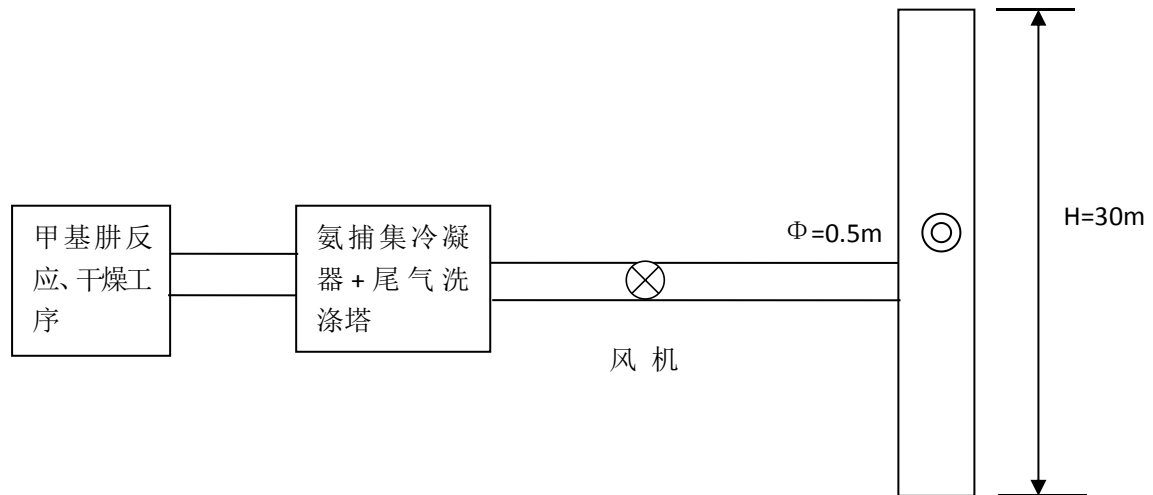 甲基肼反
应、干燥工
序
氨捕集冷凝
器+尾气洗
涤塔
风 机
Φ=0.5m
H=30m